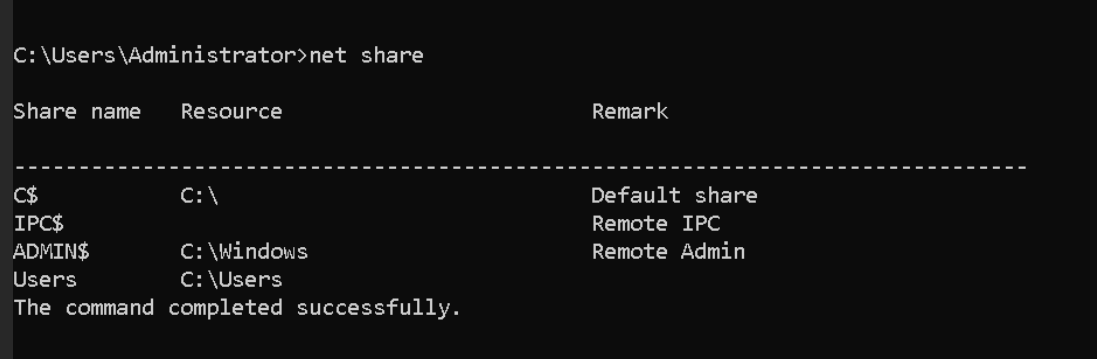 C:\Users\Administrator>net share
Share name   Resource                        Remark
-------------------------------------------------------------------------------
C$           C:\                             Default share
IPC$                                         Remote IPC
ADMIN$       C:\Windows                      Remote Admin
Users        C:\Users
The command completed successfully.